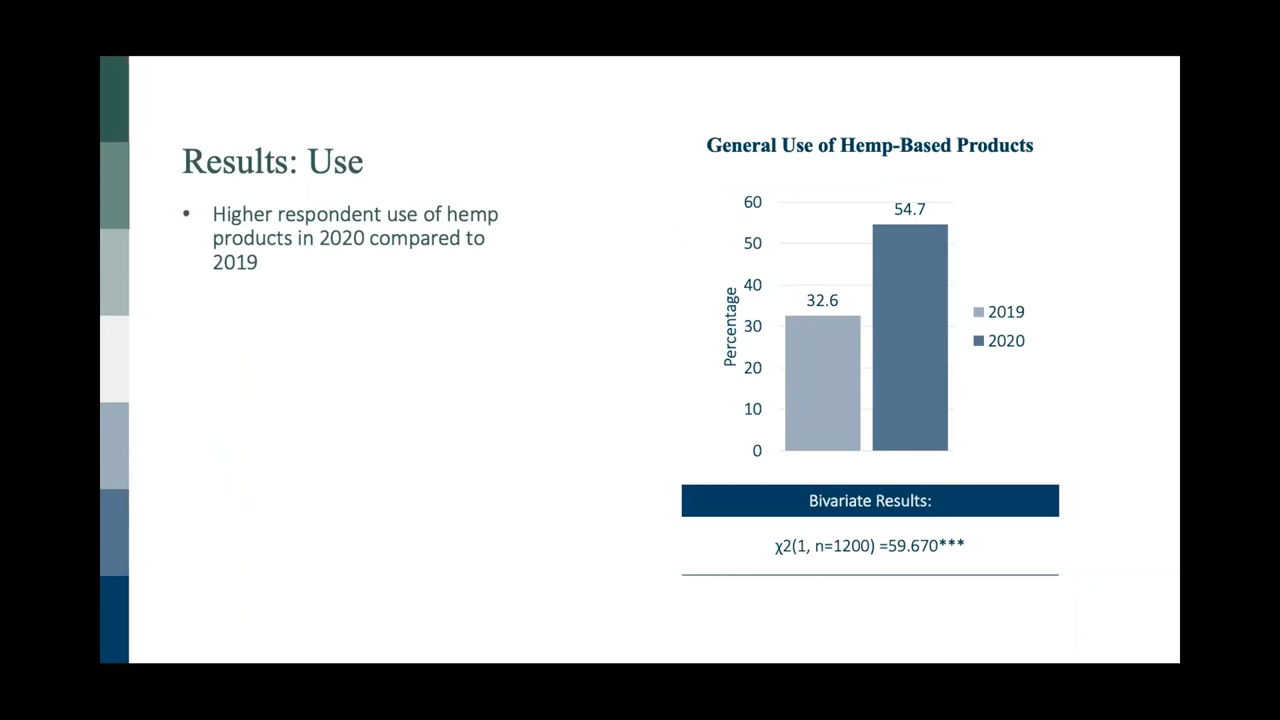 Results: Use
• Higher respondent use of hemp
products in 2020 compared to
2019
General Use of Hemp-Based Products
Percentage
60
50
40
30
20
10
0
32.6
54.7
2019
2020
Bivariate Results:
χ2(1, n=1200) =59.670***